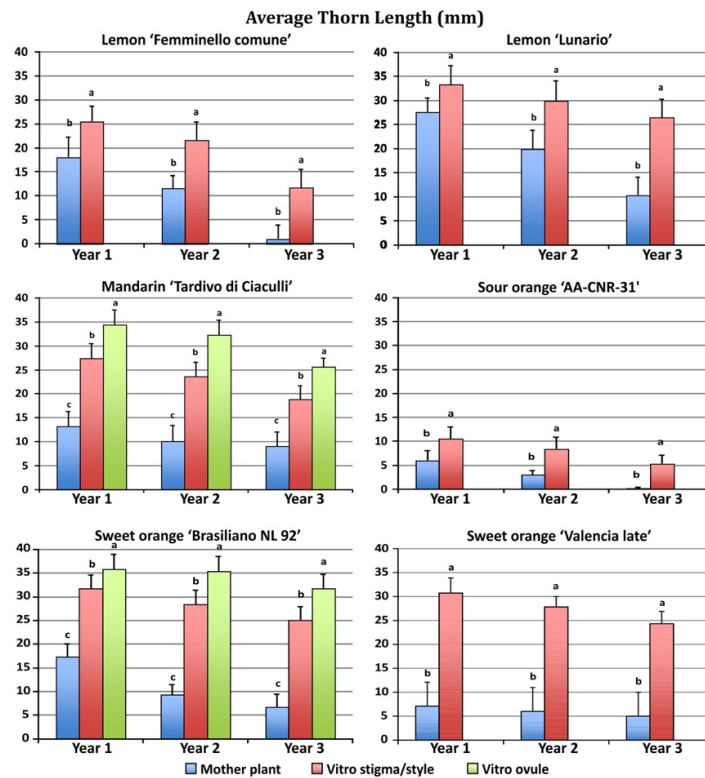 Average Thorn Length (mm)
Lemon ‘Femminello comune’
40
35
30
25
20
15
10
5
0
b
a
b
a
b
a
Year 1 Year 2 Year 3
Lemon ‘Lunario’
40
35
30
25
20
15
10
5
0
b
a
b
a
b
a
Year 1 Year 2 Year 3
Mandarin ‘Tardivo di Ciaculli’
40
35
30
25
20
15
10
5
0
c
b
a
c
b
a
c
b
a
Year 1 Year 2 Year 3
Sour orange ‘AA-CNR-31'
40
35
30
25
20
15
10
5
0
b
a
b
a
b
a
Year 1 Year 2 Year 3
Sweet orange ‘Brasiliano NL 92’
40
35
30
25
20
15
10
5
0
c
b
a
c
b
a
c
b
a
Year 1 Year 2 Year 3
Sweet orange ‘Valencia late’
40
35
30
25
20
15
10
5
0
b
a
b
a
b
a
Year 1 Year 2 Year 3
Mother plant Vitro stigma/style Vitro ovule